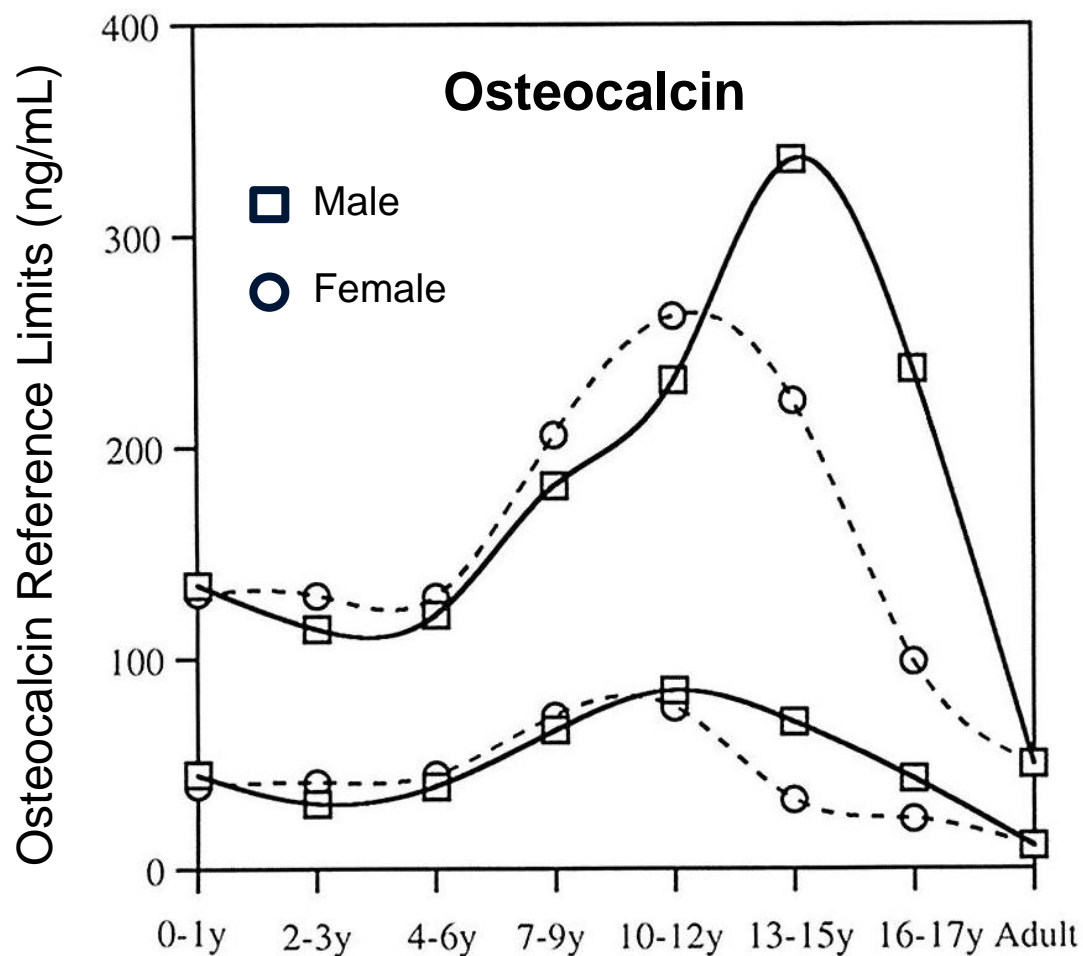 Osteocalcin
Male
Female
Osteocalcin Reference Limits (ng/mL)
400
300
200
100
0
0-1y 2-3y 4-6y 7-9y 10-12y 13-15y 16-17y Adult